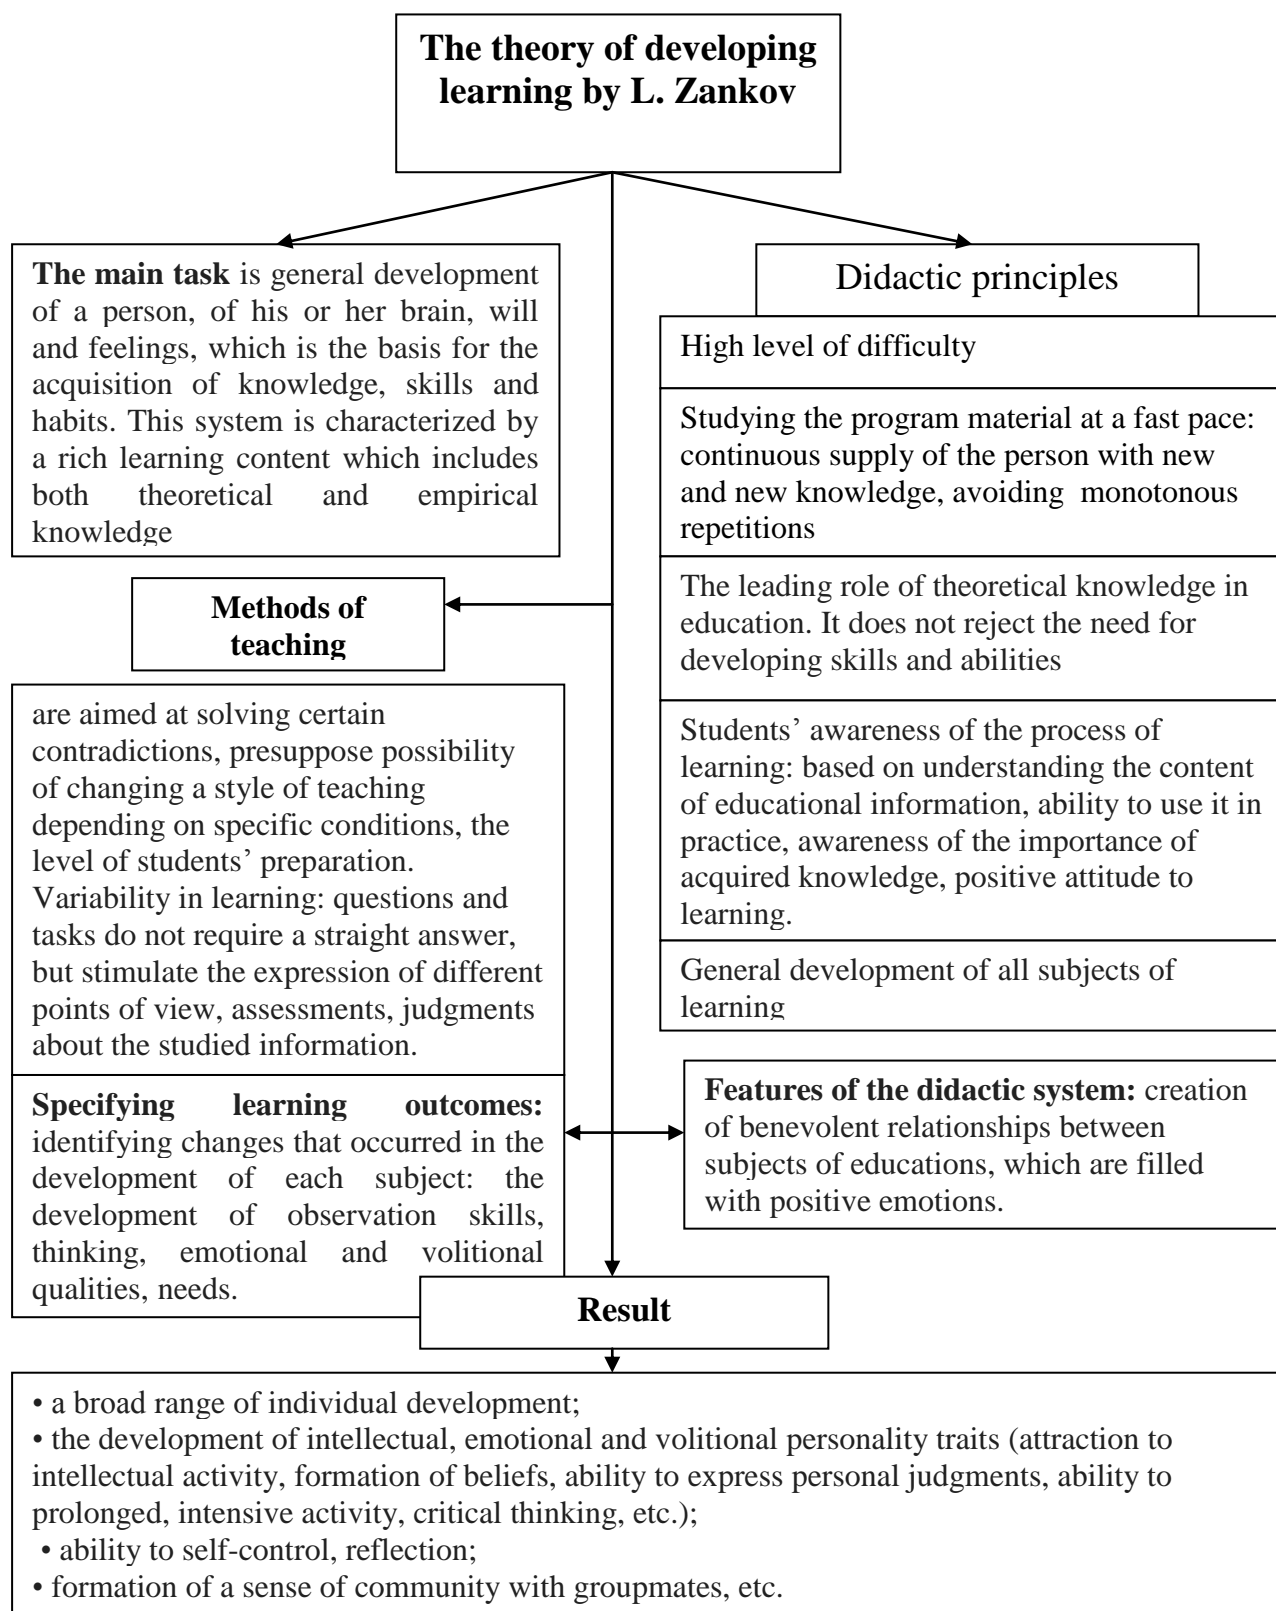 The theory of developing
learning by L. Zankov
The main task is general development
of a person, of his or her brain, will
and feelings, which is the basis for the
acquisition of knowledge, skills and
habits. This system is characterized by
a rich learning content which includes
both theoretical and empirical
knowledge
Didactic principles
High level of difficulty
Studying the program material at a fast pace:
continuous supply of the person with new
and new knowledge, avoiding monotonous
repetitions
The leading role of theoretical knowledge in
education. It does not reject the need for
developing skills and abilities
Students’ awareness of the process of
learning: based on understanding the content
of educational information, ability to use it in
practice, awareness of the importance of
acquired knowledge, positive attitude to
learning.
General development of all subjects of
learning
Methods of
teaching
are aimed at solving certain
contradictions, presuppose possibility
of changing a style of teaching
depending on specific conditions, the
level of students’ preparation.
Variability in learning: questions and
tasks do not require a straight answer,
but stimulate the expression of different
points of view, assessments, judgments
about the studied information.
Specifying learning outcomes:
identifying changes that occurred in the
development of each subject: the
development of observation skills,
thinking, emotional and volitional
qualities, needs.
Features of the didactic system: creation
of benevolent relationships between
subjects of educations, which are filled
with positive emotions.
Result
• a broad range of individual development;
• the development of intellectual, emotional and volitional personality traits (attraction to
intellectual activity, formation of beliefs, ability to express personal judgments, ability to
prolonged, intensive activity, critical thinking, etc.);
• ability to self-control, reflection;
• formation of a sense of community with groupmates, etc.